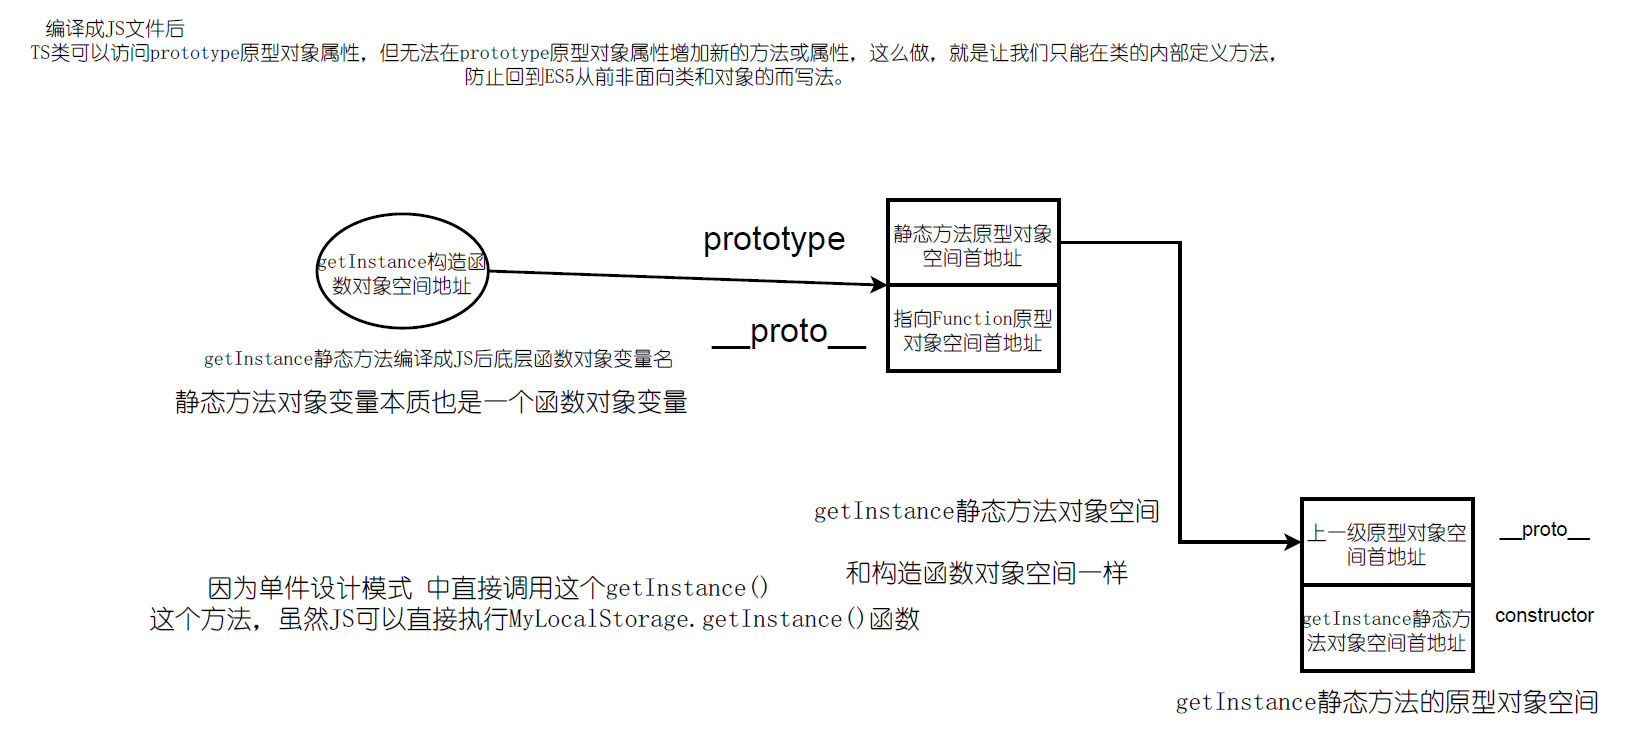 编译成JS文件后
TS类可以访问prototype原型对象属性，但无法在prototype原型对象属性增加新的方法或属性，这么做，就是让我们只能在类的内部定义方法，
防止回到ES5从前非面向类和对象的而写法。
prototype
静态方法原型对象
空间首地址
getInstance构造函
数对象空间地址
指向Function原型
对象空间首地址
__proto__
getInstance静态方法编译成JS后底层函数对象变量名
静态方法对象变量本质也是一个函数对象变量
getInstance静态方法对象空间
和构造函数对象空间一样
上一级原型对象空
间首地址
__proto__
因为单件设计模式 中直接调用这个getInstance()
这个方法，虽然JS可以直接执行MyLocalStorage.getInstance()函数
getInstance静态方
法对象空间首地址
constructor
getInstance静态方法的原型对象空间